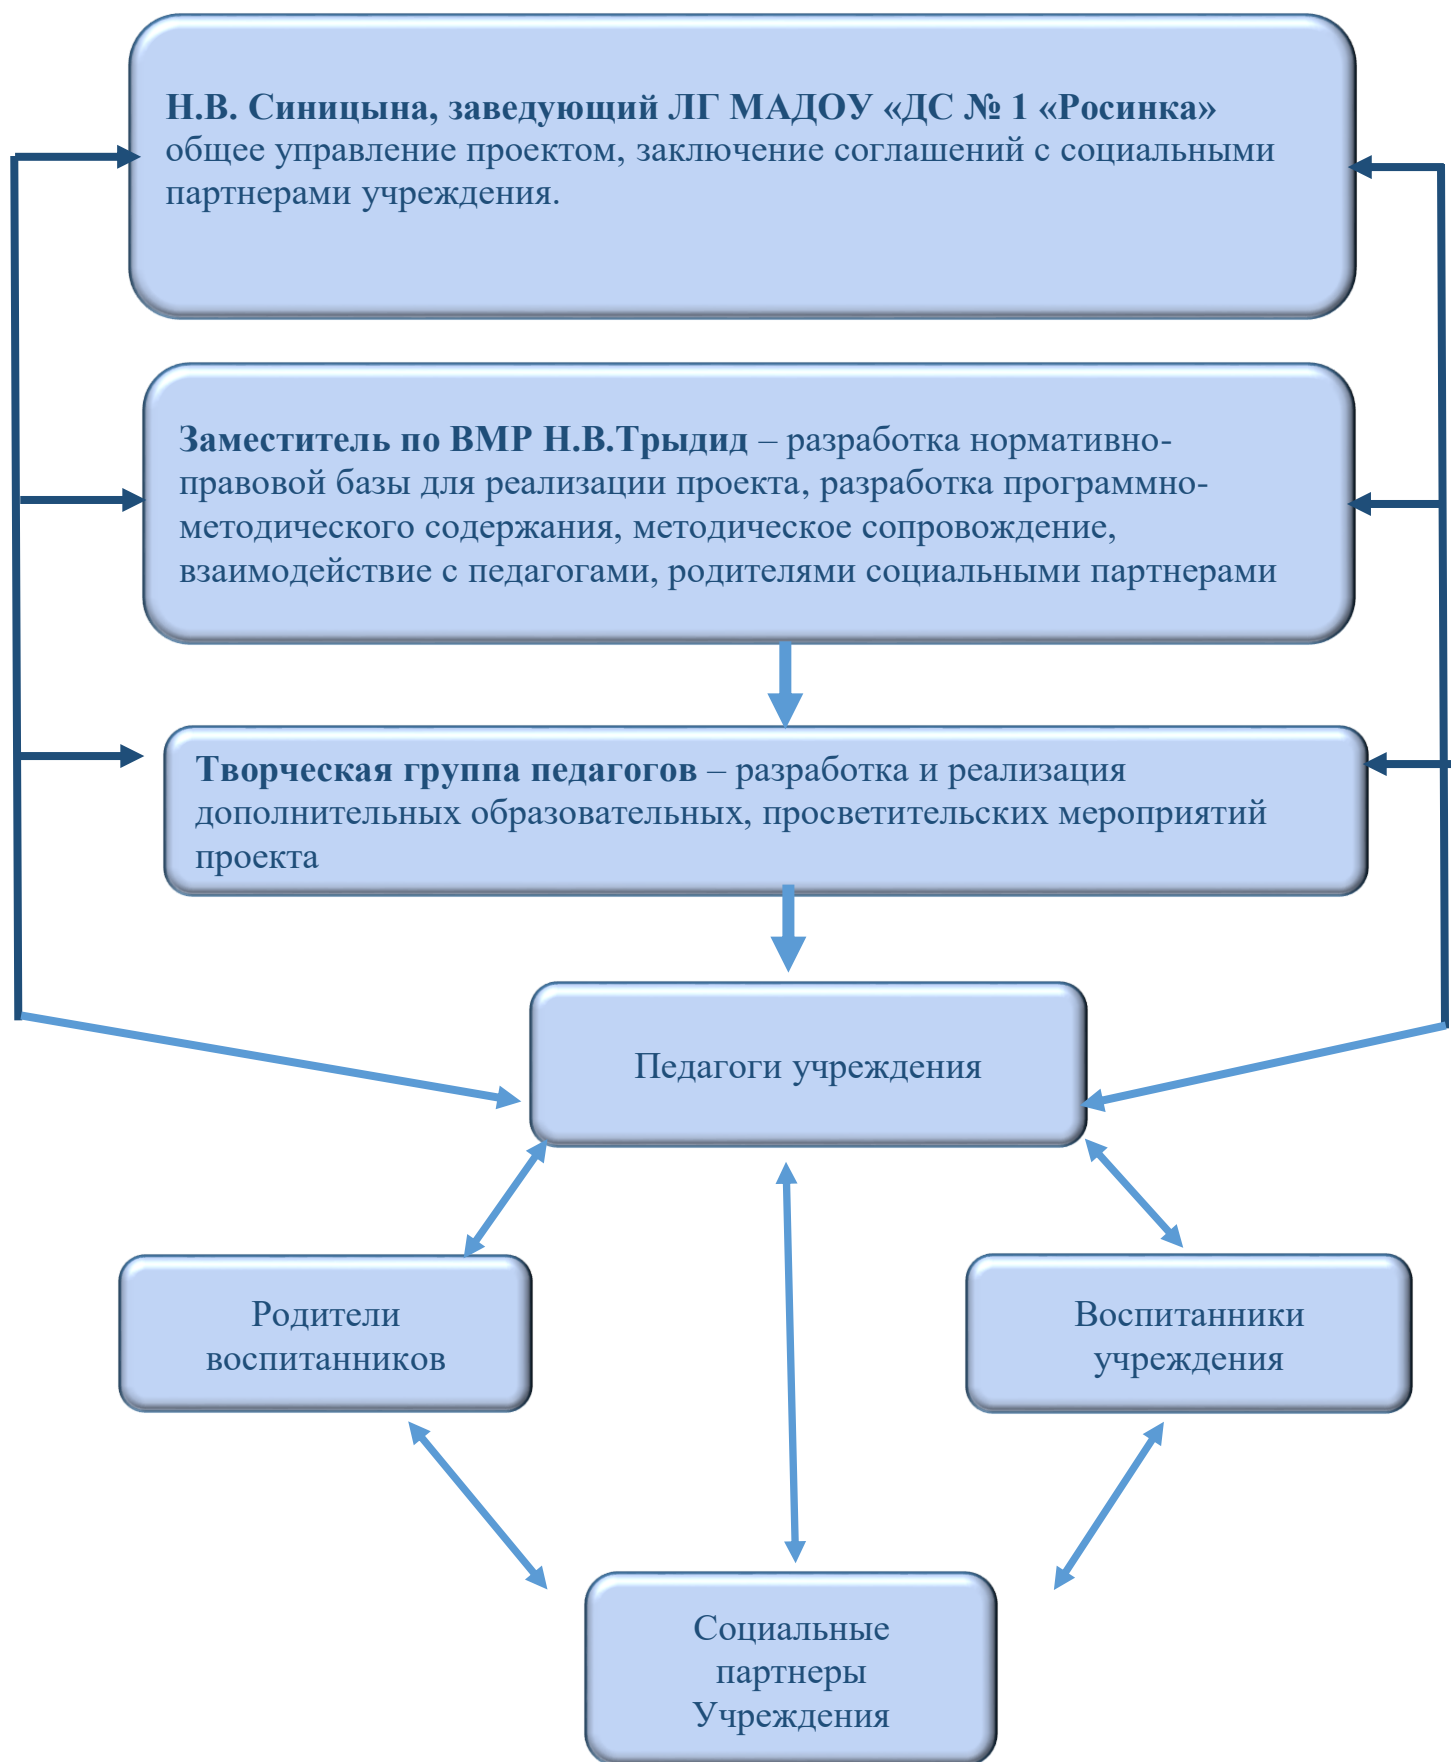 Н.В. Синицына, заведующий ЛГ МАДОУ «ДС № 1 «Росинка»
общее управление проектом, заключение соглашений с социальными
партнерами учреждения.
Заместитель по ВМР Н.В.Трыдид – разработка нормативно-
правовой базы для реализации проекта, разработка программно-
методического содержания, методическое сопровождение,
взаимодействие с педагогами, родителями социальными партнерами
Творческая группа педагогов – разработка и реализация
дополнительных образовательных, просветительских мероприятий
проекта
Педагоги учреждения
Родители
воспитанников
Воспитанники
учреждения
Социальные
партнеры
Учреждения